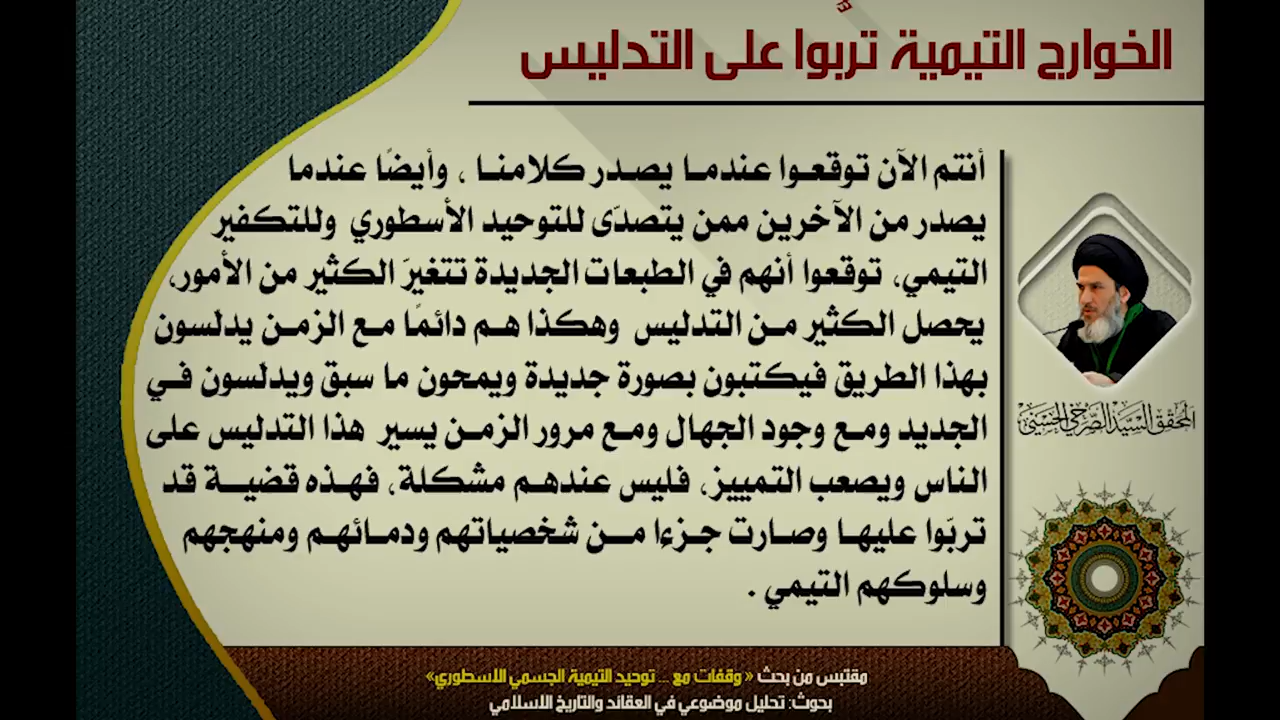 الخوارج التيمية تربُّوا على التدليس
أنتم الآن توقعوا عندما يصدر كلامنا ، وأيضًا عندما
يصدر من الآخرين ممن يتصدّى للتوحيد الأسطوري وللتكفير
التيمي، توقعوا أنهم في الطبعات الجديدة تتغيرَ الكثير من الأمور،
يحصل الكثير من التدليس وهكذا هم دائمًا مع الزمن يدلسون
بهذا الطريق فيكتبون بصورة جديدة ويمحون ما سبق ويدلسون في
الجديد ومع وجود الجهال ومع مرور الزمن يسير هذا التدليس على
الناس ويصعب التمييز، فليس عندهم مشكلة، فهذه قضية قد
تربّوا عليها وصارت جزءا من شخصياتهم ودمائهم ومنهجهم
وسلوكهم التيمي .
المحقق السيد الصرخي الحسني
مقتبس من بحث « وقفات مع ... توحيد التيمية الجسمي الاسطوري»
بحوث: تحليل موضوعي في العقائد والتاريخ الاسلامي